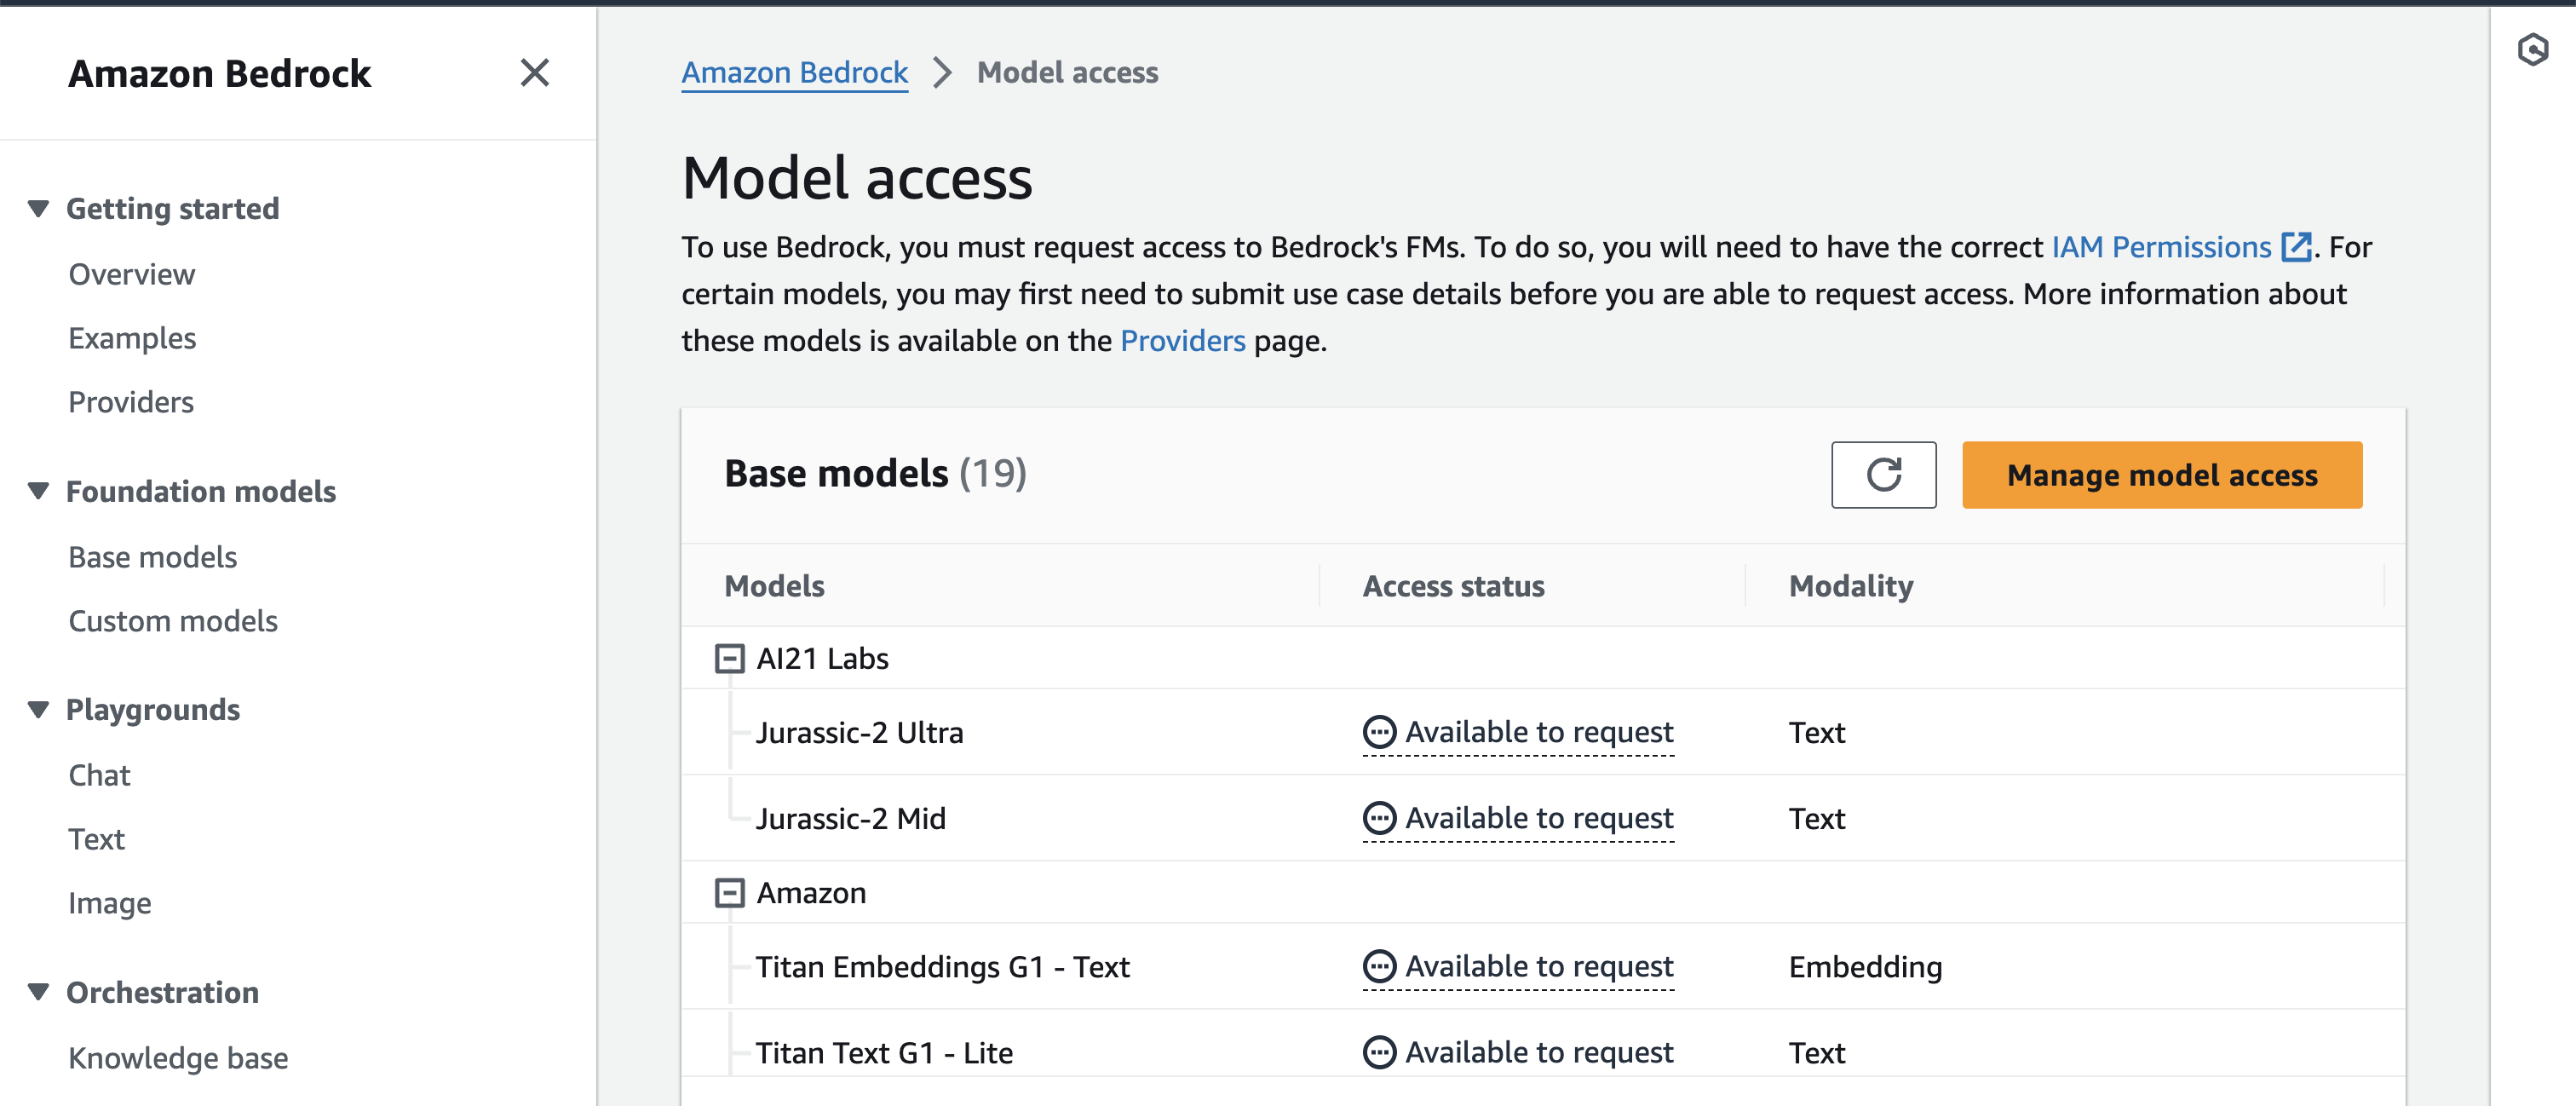 Amazon Bedrock
Getting started
Overview
Examples
Providers
Foundation models
Base models
Custom models
Playgrounds
Chat
Text
Image
Orchestration
Knowledge base
Amazon Bedrock > Model access
Model access
To use Bedrock, you must request access to Bedrock's FMs. To do so, you will need to have the correct IAM Permissions. For
certain models, you may first need to submit use case details before you are able to request access. More information about
these models is available on the Providers page.
Base models (19)
Manage model access
Models Access status Modality
AI21 Labs
Jurassic-2 Ultra Available to request Text
Jurassic-2 Mid Available to request Text
Amazon
Titan Embeddings G1 - Text Available to request Embedding
Titan Text G1 - Lite Available to request Text